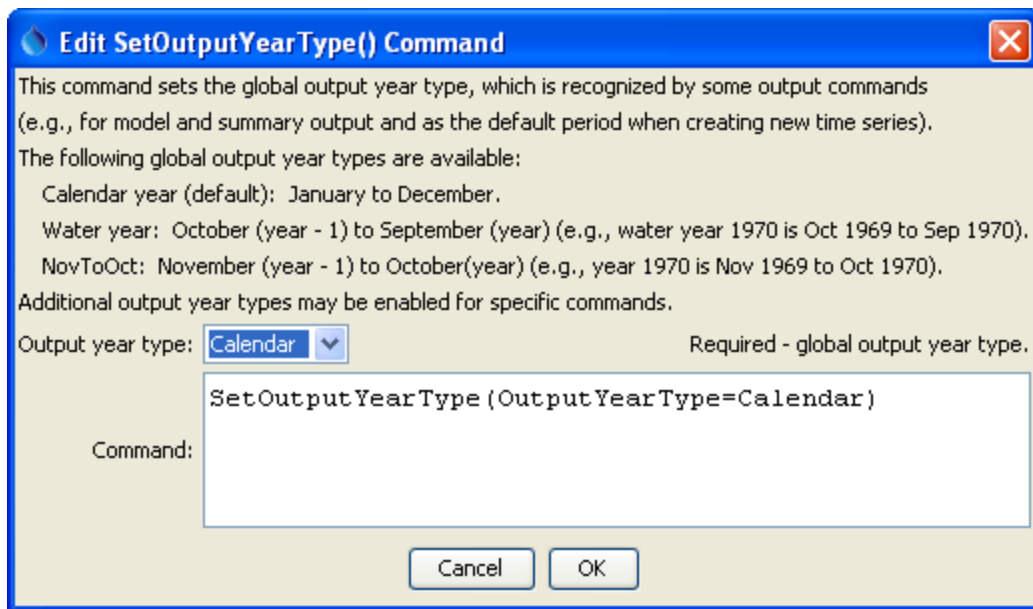 Edit SetOutputYearType() Command
This command sets the global output year type, which is recognized by some output commands
(e.g., for model and summary output and as the default period when creating new time series).
The following global output year types are available:
Calendar year (default):  January to December.
Water year:  October (year - 1) to September (year) (e.g., water year 1970 is Oct 1969 to Sep 1970).
NovToOct:  November (year - 1) to October(year) (e.g., year 1970 is Nov 1969 to Oct 1970).
Additional output year types may be enabled for specific commands.
Output year type: Calendar Required - global output year type.
SetOutputYearType(OutputYearType=Calendar)
Command:
Cancel OK